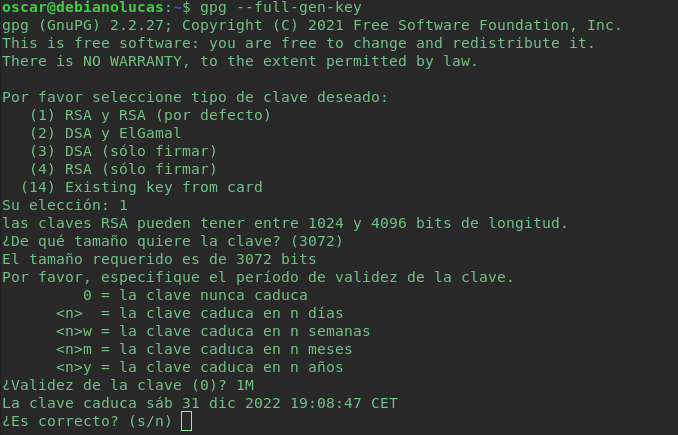 oscar@debianolucas:~$ gpg --full-gen-key
gpg (GnuPG) 2.2.27; Copyright (C) 2021 Free Software Foundation, Inc.
This is free software: you are free to change and redistribute it.
There is NO WARRANTY, to the extent permitted by law.

Por favor seleccione tipo de clave deseado:
   (1) RSA y RSA (por defecto)
   (2) DSA y ElGamal
   (3) DSA (sólo firmar)
   (4) RSA (sólo firmar)
  (14) Existing key from card
Su elección: 1
las claves RSA pueden tener entre 1024 y 4096 bits de longitud.
¿De qué tamaño quiere la clave? (3072)
El tamaño requerido es de 3072 bits
Por favor, especifique el período de validez de la clave.
         0 = la clave nunca caduca
      <n>  = la clave caduca en n días
      <n>w = la clave caduca en n semanas
      <n>m = la clave caduca en n meses
      <n>y = la clave caduca en n años
¿Validez de la clave (0)? 1M
La clave caduca sáb 31 dic 2022 19:08:47 CET
¿Es correcto? (s/n)